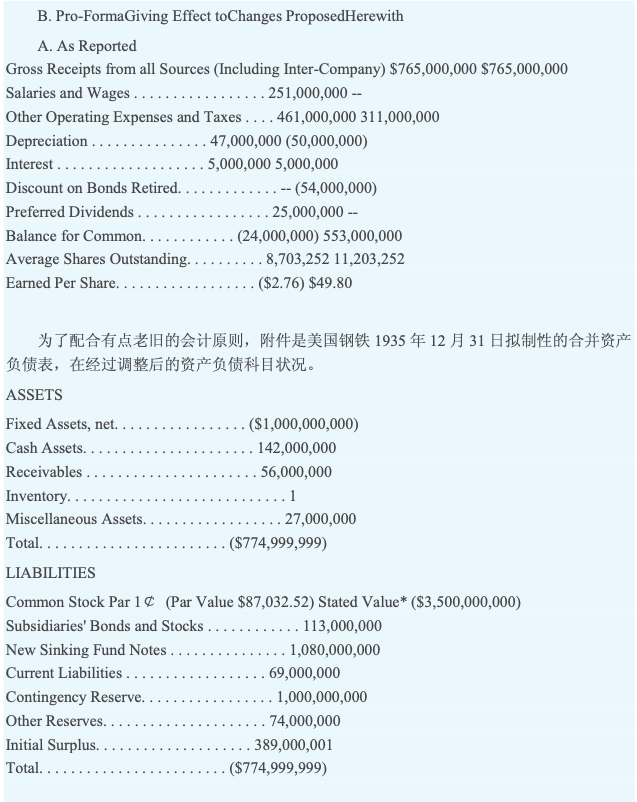 B. Pro-FormaGiving Effect toChanges ProposedHerewith
A. As Reported
Gross Receipts from all Sources (Including Inter-Company) $765,000,000 $765,000,000
Salaries and Wages . . . . . . . . . . . . . . . . . 251,000,000 --
Other Operating Expenses and Taxes . . . . 461,000,000 311,000,000
Depreciation . . . . . . . . . . . . . . . 47,000,000 (50,000,000)
Interest . . . . . . . . . . . . . . . . . . . 5,000,000 5,000,000
Discount on Bonds Retired. . . . . . . . . . . . . -- (54,000,000)
Preferred Dividends . . . . . . . . . . . . . . . . . 25,000,000 --
Balance for Common. . . . . . . . . . . . (24,000,000) 553,000,000
Average Shares Outstanding. . . . . . . . . . 8,703,252 11,203,252
Earned Per Share. . . . . . . . . . . . . . . . . . ($2.76) $49.80
为了配合有点老旧的会计原则，附件是美国钢铁 1935 年 12 月 31 日拟制性的合并资产
负债表，在经过调整后的资产负债科目状况。
ASSETS
Fixed Assets, net. . . . . . . . . . . . . . . . . ($1,000,000,000)
Cash Assets. . . . . . . . . . . . . . . . . . . . . . 142,000,000
Receivables . . . . . . . . . . . . . . . . . . . . . . 56,000,000
Inventory. . . . . . . . . . . . . . . . . . . . . . . . . . . . 1
Miscellaneous Assets. . . . . . . . . . . . . . . . . . 27,000,000
Total. . . . . . . . . . . . . . . . . . . . . . . . ($774,999,999)
LIABILITIES
Common Stock Par 1￠ (Par Value $87,032.52) Stated Value* ($3,500,000,000)
Subsidiaries' Bonds and Stocks . . . . . . . . . . . . 113,000,000
New Sinking Fund Notes . . . . . . . . . . . . . . . 1,080,000,000
Current Liabilities . . . . . . . . . . . . . . . . . . 69,000,000
Contingency Reserve. . . . . . . . . . . . . . . . . 1,000,000,000
Other Reserves. . . . . . . . . . . . . . . . . . . . . 74,000,000
Initial Surplus. . . . . . . . . . . . . . . . . . . . 389,000,001
Total. . . . . . . . . . . . . . . . . . . . . . . . ($774,999,999)